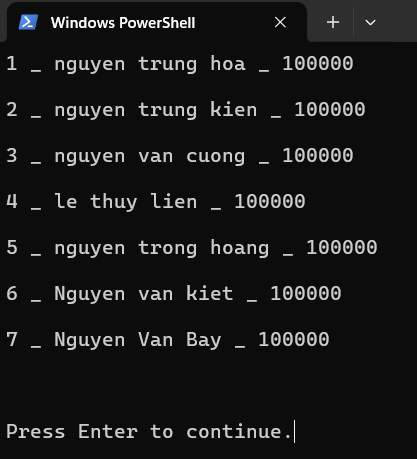 Windows PowerShell
1 _ nguyen trung hoa _ 100000
2 _ nguyen trung kien _ 100000
3 _ nguyen van cuong _ 100000
4 _ le thuy lien _ 100000
5 _ nguyen trong hoang _ 100000
6 _ Nguyen van kiet _ 100000
7 _ Nguyen Van Bay _ 100000
Press Enter to continue.